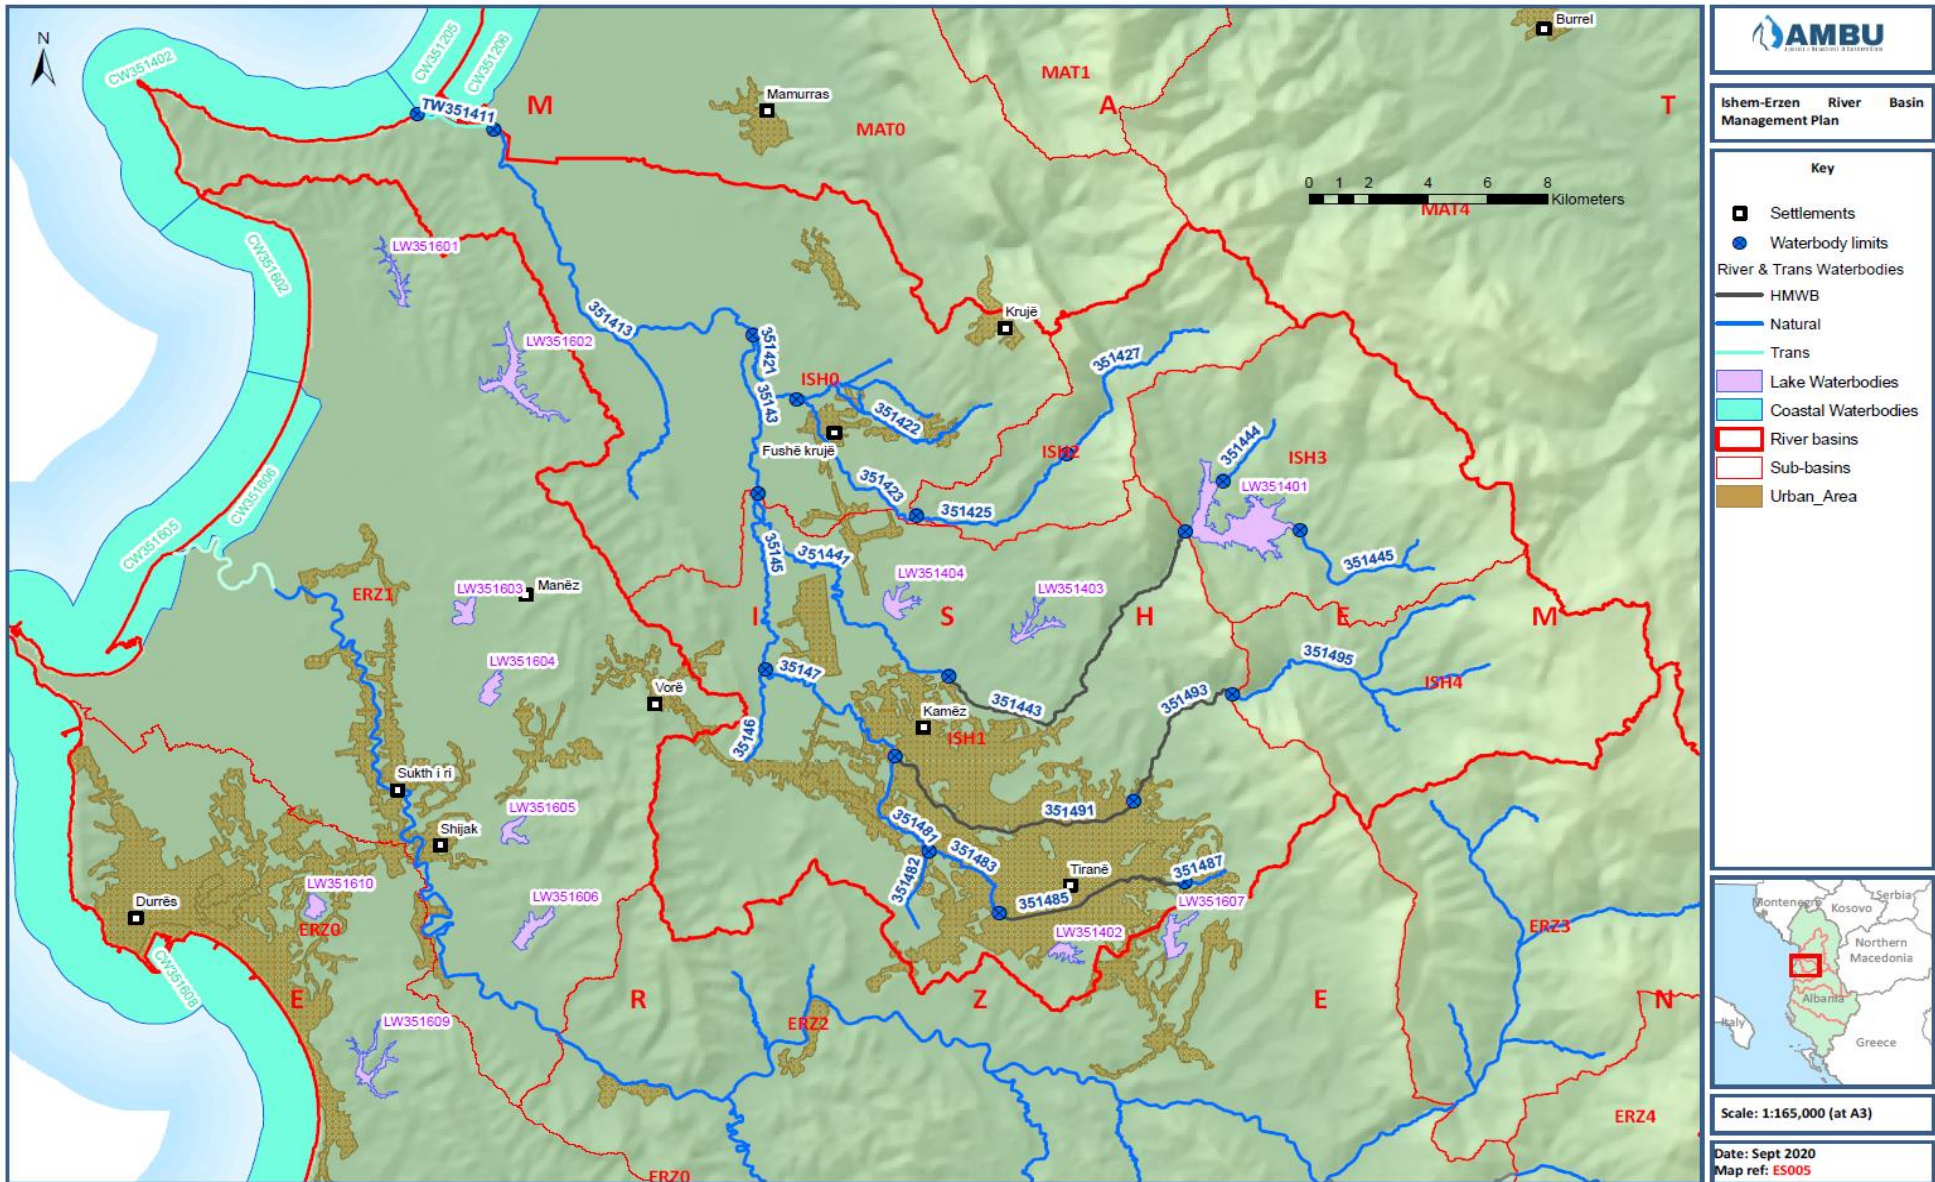 N
CW351402
CW351205
CW351206
TW351411
M
A
T
Mamurras
MAT0
MAT1
Burrel
0 1 2 4 6 8
Kilometers
MAT4
CW351602
LW351601
351413
LW351602
351421
35143
ISH0
Krujë
351427
351422
Fushë krujë
351423
351425
ISH2
351444
ISH3
LW351401
351445
CW351606
CW351605
ERZ1
LW351603
Manëz
35145
351441
LW351404
LW351403
I
S
H
E
M
LW351604
Vorë
35147
35146
351443
351493
351495
ISH4
Kamëz
ISH1
Sukth i ri
Shijak
LW351605
351491
351481
351482
351483
Tiranë
351485
351487
LW351607
LW351402
Durrës
LW351610
ERZ0
LW351606
ERZ3
CW351608
E
R
Z
E
N
LW351609
ERZ2
ERZ4
ERZ0
AMBU
Ishem-Erzen River Basin
Management Plan
Key
Settlements
Waterbody limits
River & Trans Waterbodies
HMWB
Natural
Trans
Lake Waterbodies
Coastal Waterbodies
River basins
Sub-basins
Urban_Area
Montenegro
Kosovo
Serbia
Northern
Macedonia
Albania
Italy
Greece
Scale: 1:165,000 (at A3)
Date: Sept 2020
Map ref: ES005